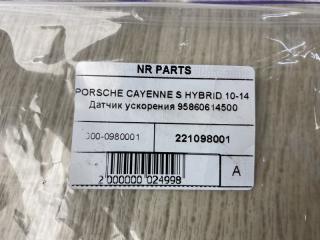 NR PARTS
PORSCHE CAYENNE S HYBRID 10-14
Датчик ускорения 95860614500
000-0980001
221098001
2 000000 024998
A